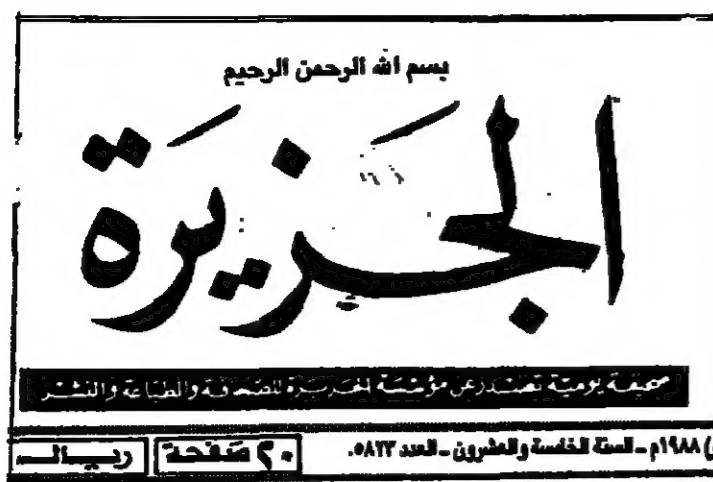 بسم الله الرحمن الرحيم
الجزيرة
صحيفة يومية تصدر عن مؤسسة الجزيرة للصحافة والطباعة والنشر
) ١٩٨٨م - السنة الخامسة والعشرون - العدد ٥٨٢٣٠ ٢٠ صفحة ريال